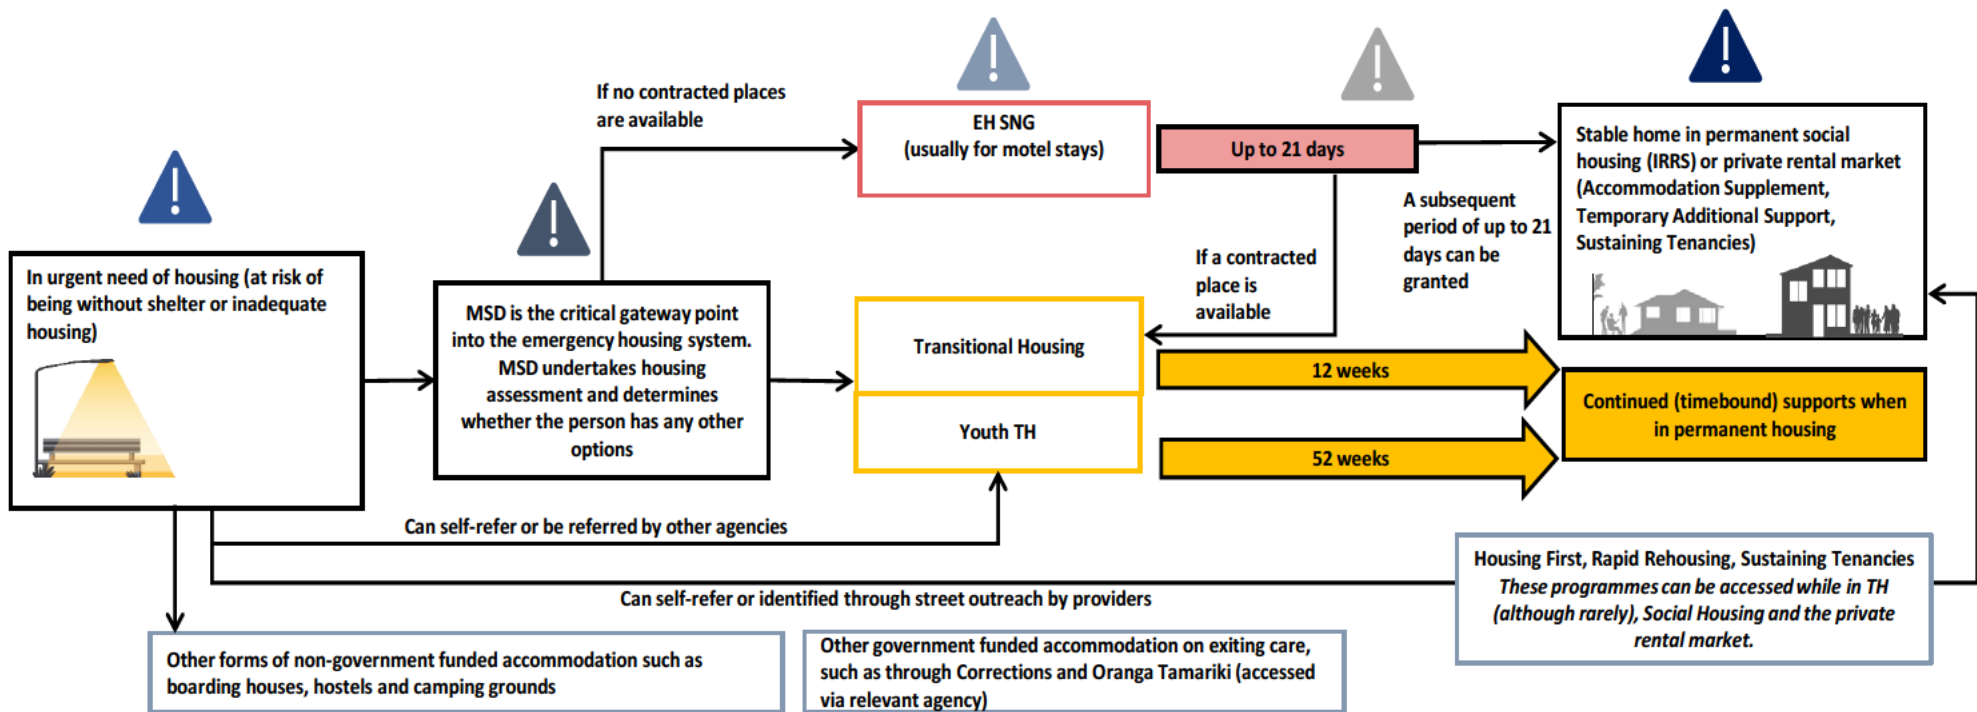 If no contracted places
are available
EH SNG
(usually for motel stays)
Up to 21 days
Stable home in permanent social
housing (IRRS) or private rental market
(Accommodation Supplement,
Temporary Additional Support,
Sustaining Tenancies)
A subsequent
period of up to 21
days can be
granted
If a contracted
place is
available
In urgent need of housing (at risk of
being without shelter or inadequate
housing)
MSD is the critical gateway point
into the emergency housing system.
MSD undertakes housing
assessment and determines
whether the person has any other
options
Transitional Housing
Youth TH
12 weeks
52 weeks
Continued (timebound) supports when
in permanent housing
Can self-refer or be referred by other agencies
Can self-refer or identified through street outreach by providers
Housing First, Rapid Rehousing, Sustaining Tenancies
These programmes can be accessed while in TH
(although rarely), Social Housing and the private
rental market.
Other forms of non-government funded accommodation such as
boarding houses, hostels and camping grounds
Other government funded accommodation on exiting care,
such as through Corrections and Oranga Tamariki (accessed
via relevant agency)